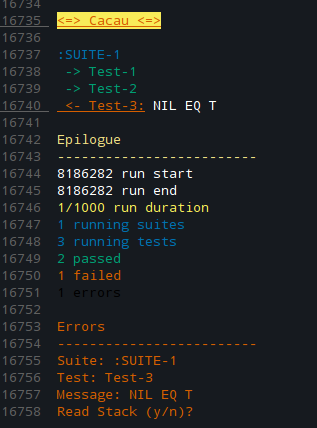 16734
16735 <=> Cacau <=>
16736
16737 :SUITE-1
16738 -> Test-1
16739 -> Test-2
16740 <- Test-3: NIL EQ T
16741
16742 Epilogue
16743 -------------------------
16744 8186282 run start
16745 8186282 run end
16746 1/1000 run duration
16747 1 running suites
16748 3 running tests
16749 2 passed
16750 1 failed
16751 1 errors
16752
16753 Errors
16754 -------------------------
16755 Suite: :SUITE-1
16756 Test: Test-3
16757 Message: NIL EQ T
16758 Read Stack (y/n)?